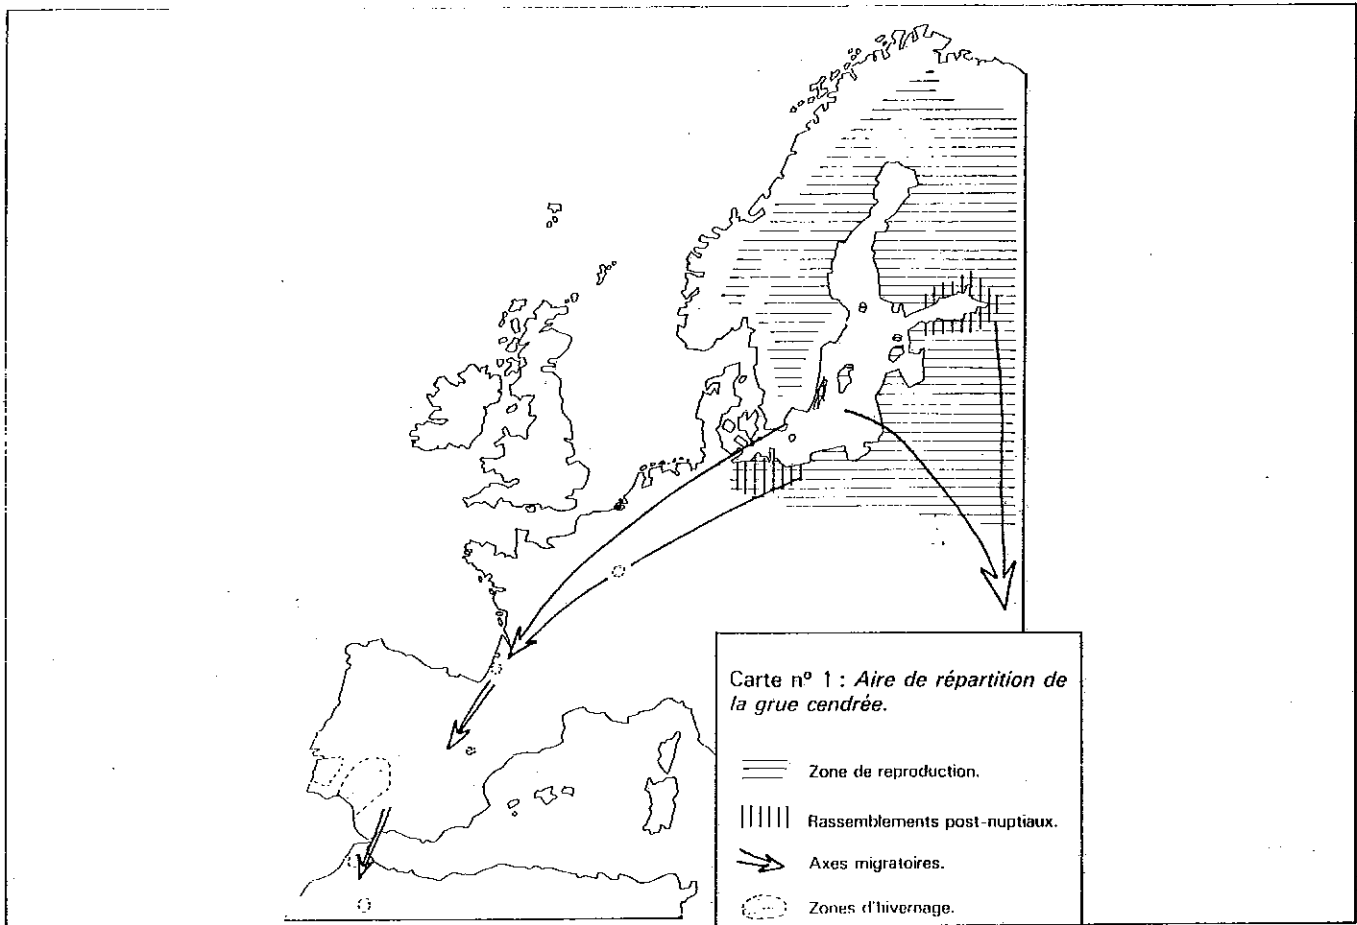 Carte nº 1 : Aire de répartition de
la grue cendrée.
Zone de reproduction.
Rassemblements post-nuptiaux.
Axes migratoires.
Zones d'hivernage.